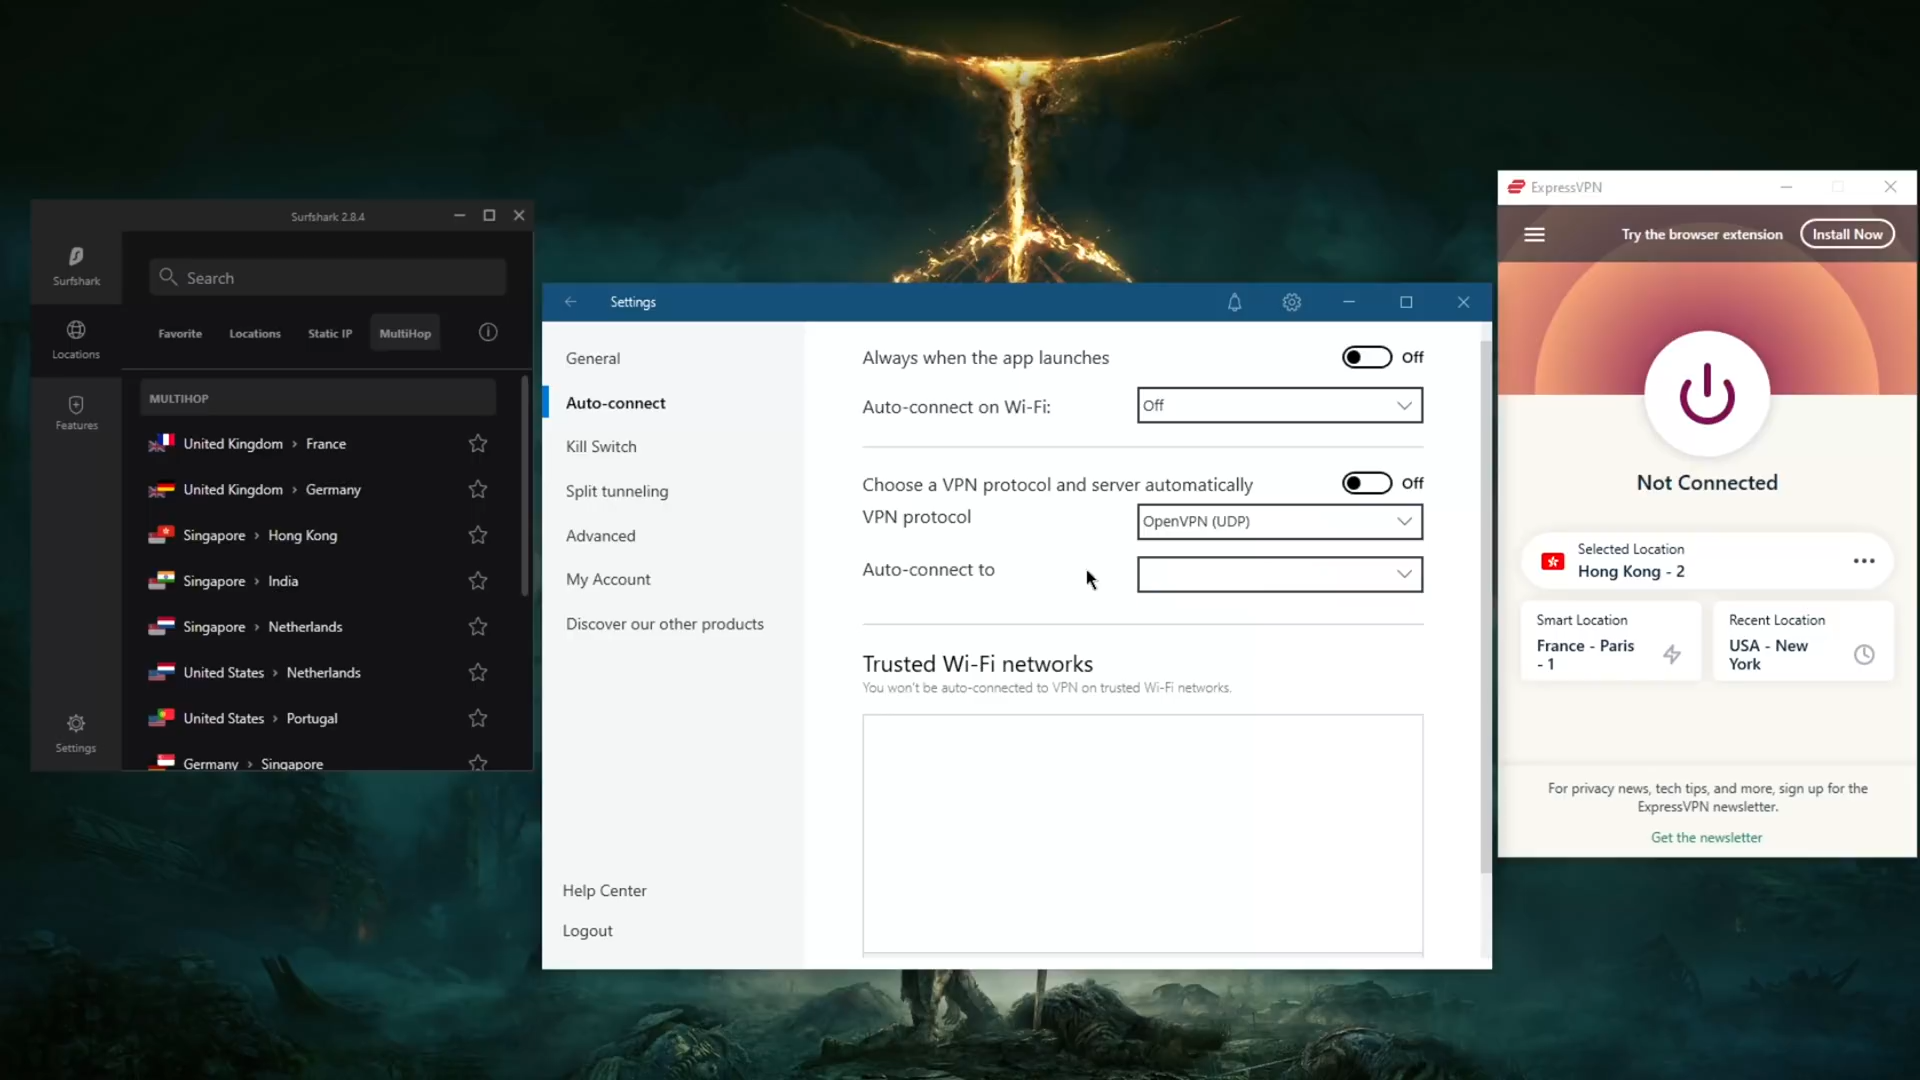 Surfshark 2.8.4
Surfshark
Locations
Features
Settings
Search
Favorite
Locations
Static IP
MultiHop
MULTIHOP
United Kingdom › France
United Kingdom › Germany
Singapore › Hong Kong
Singapore › India
Singapore › Netherlands
United States › Netherlands
United States › Portugal
Germany › Singapore
Settings
General
Auto-connect
Kill Switch
Split tunneling
Advanced
My Account
Discover our other products
Help Center
Logout
Always when the app launches
Off
Auto-connect on Wi-Fi:
Off
Choose a VPN protocol and server automatically
Off
VPN protocol
OpenVPN (UDP)
Auto-connect to
Trusted Wi-Fi networks
You won't be auto-connected to VPN on trusted Wi-Fi networks.
ExpressVPN
Try the browser extension
Install Now
Not Connected
Selected Location
Hong Kong - 2
Smart Location
France - Paris
- 1
Recent Location
USA - New
York
For privacy news, tech tips, and more, sign up for the
ExpressVPN newsletter.
Get the newsletter